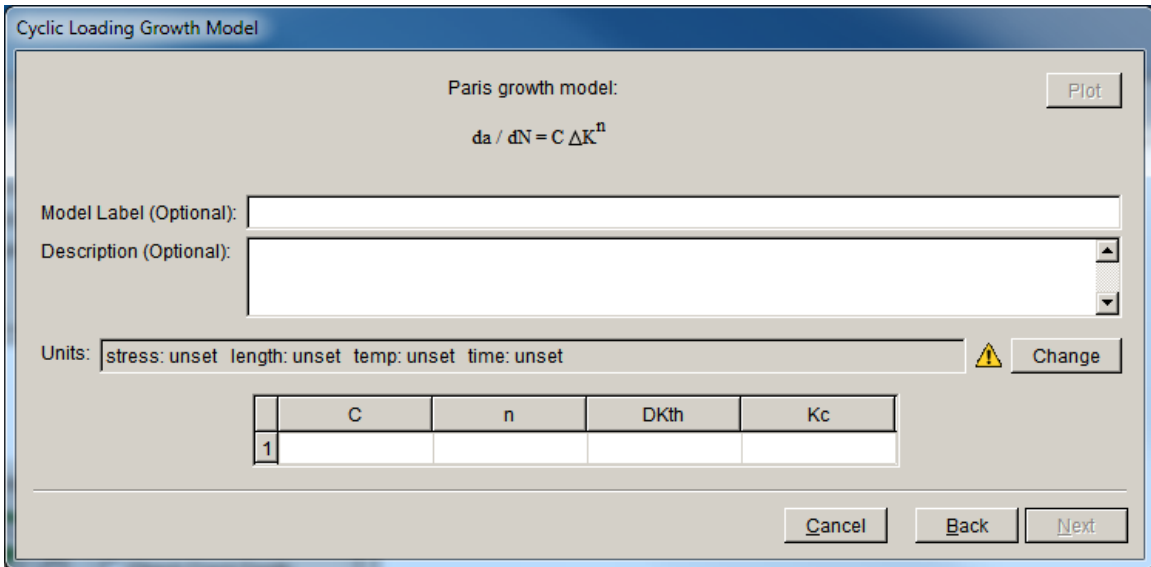 Cyclic Loading Growth Model
Paris growth model:
Plot
da / dN = C ΔKⁿ
Model Label (Optional):
Description (Optional):
Units: stress: unset length: unset temp: unset time: unset Change
C n DKth Kc
1
Cancel Back Next